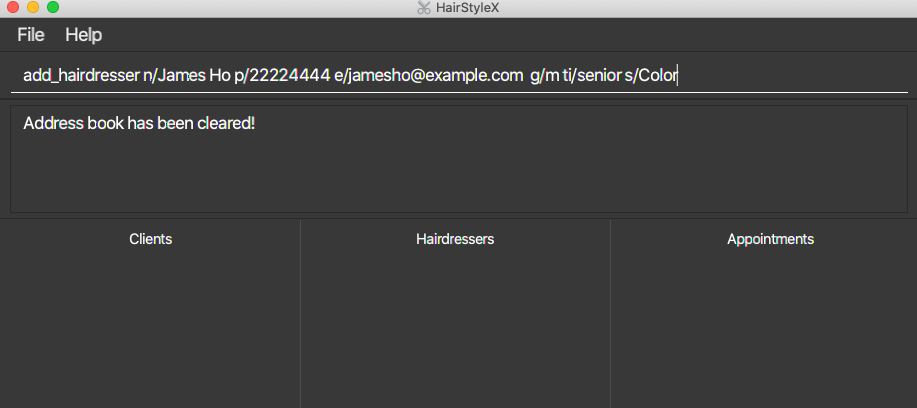 HairStyleX
File Help
add_hairdresser n/James Ho p/22224444 e/jamesho@example.com  g/m ti/senior s/Color
Address book has been cleared!
Clients Hairdressers Appointments